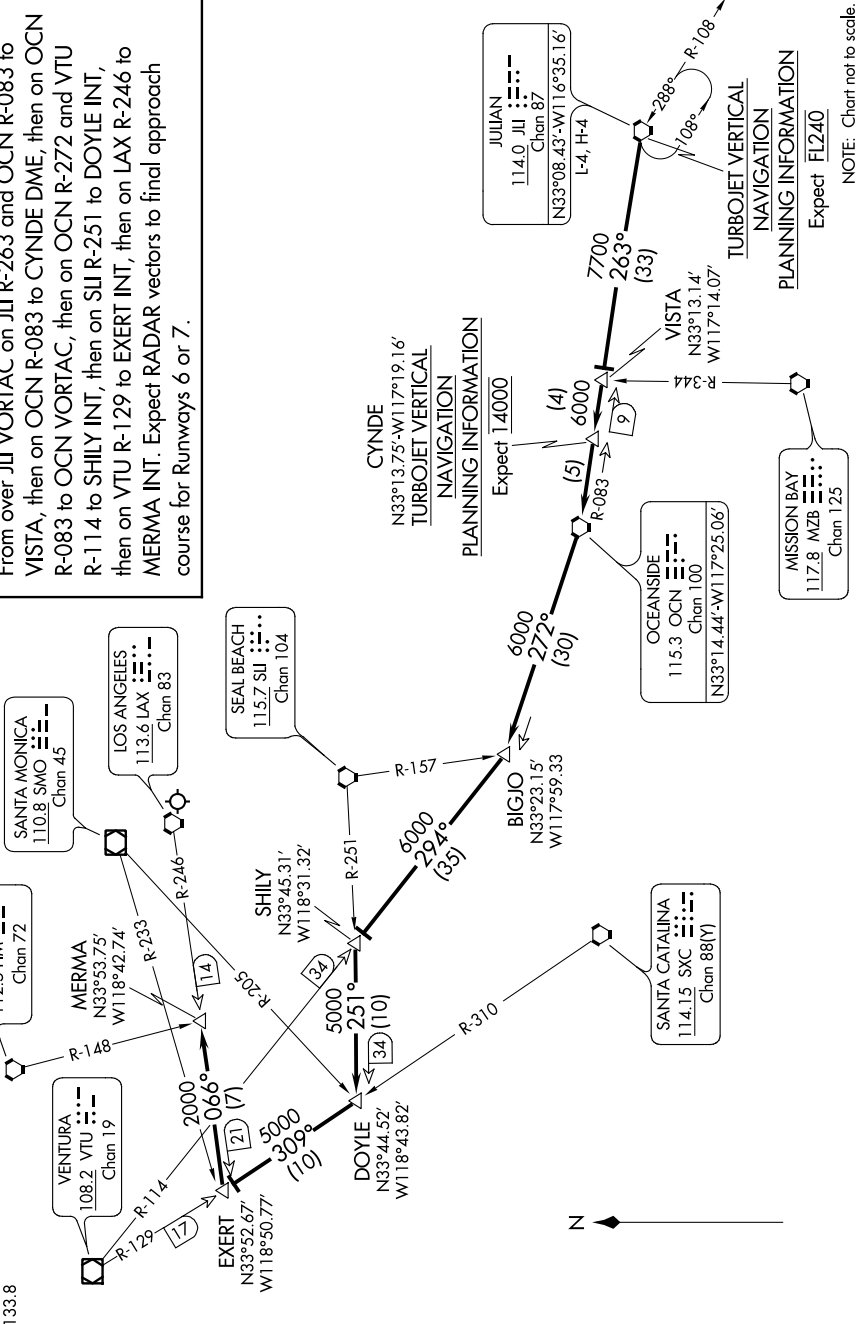 133.8
From over JLI VORTAC on JLI R-263 and OCN R-083 to
VISTA, then on OCN R-083 to CYNDE DME, then on OCN
R-083 to OCN VORTAC, then on OCN R-272 and VTU
R-114 to SHILY INT, then on SLI R-251 to DOYLE INT,
then on VTU R-129 to EXERT INT, then on LAX R-246 to
MERMA INT. Expect RADAR vectors to final approach
course for Runways 6 or 7.
Chan 72
SANTA MONICA
110.8 SMO
Chan 45
LOS ANGELES
113.6 LAX
Chan 83
VENTURA
108.2 VTU
Chan 19
SEAL BEACH
115.7 SLI
Chan 104
MERMA
N33°53.75'
W118°42.74'
R-148
R-246
R-233
14
R-205
R-114
R-129
17
21
2000
066°
(7)
EXERT
N33°52.67'
W118°50.77'
5000
309°
(10)
DOYLE
N33°44.52'
W118°43.82'
34
34
5000
251°
(10)
SHILY
N33°45.31'
W118°31.32'
R-251
R-157
R-310
SANTA CATALINA
114.15 SXC
Chan 88(Y)
6000
294°
(35)
BIGJO
N33°23.15'
W117°59.33
6000
272°
(30)
OCEANSIDE
115.3 OCN
Chan 100
N33°14.44'-W117°25.06'
R-083
(5)
CYNDE
N33°13.75'-W117°19.16'
TURBOJET VERTICAL
NAVIGATION
PLANNING INFORMATION
Expect 14000
(4)
6000
9
VISTA
N33°13.14'
W117°14.07'
R-344
MISSION BAY
117.8 MZB
Chan 125
7700
263°
(33)
JULIAN
114.0 JLI
Chan 87
N33°08.43'-W116°35.16'
L-4, H-4
288°
R-108
108°
TURBOJET VERTICAL
NAVIGATION
PLANNING INFORMATION
Expect FL240
NOTE: Chart not to scale.
N